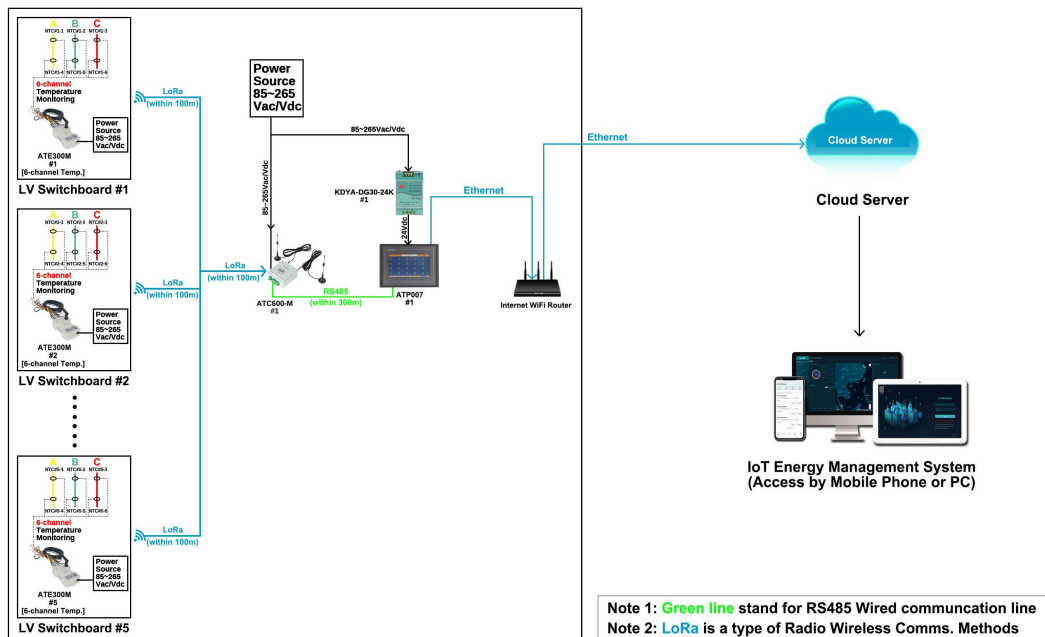 A B C
NTC#1-1 NTC#1-2 NTC#1-3
NTC#1-4 NTC#1-5 NTC#1-6
6-channel
Temperature
Monitoring
Power
Source
85~265
Vac/Vdc
ATE300M
#1
[6-channel Temp.]
LV Switchboard #1
LoRa
(within 100m)
A B C
NTC#2-1 NTC#2-2 NTC#2-3
NTC#2-4 NTC#2-5 NTC#2-6
6-channel
Temperature
Monitoring
Power
Source
85~265
Vac/Vdc
ATE300M
#2
[6-channel Temp.]
LV Switchboard #2
LoRa
(within 100m)
A B C
NTC#5-1 NTC#5-2 NTC#5-3
NTC#5-4 NTC#5-5 NTC#5-6
6-channel
Temperature
Monitoring
Power
Source
85~265
Vac/Vdc
ATE300M
#5
[6-channel Temp.]
LV Switchboard #5
LoRa
(within 100m)
LoRa
(within 100m)
Power
Source
85~265
Vac/Vdc
85~265Vac/Vdc
85~265Vac/Vdc
KDYA-DG30-24K
#1
24Vdc
ATC600-M
#1
RS485
(within 300m)
ATP007
#1
Ethernet
Internet WiFi Router
Ethernet
Cloud Server
Cloud Server
IoT Energy Management System
(Access by Mobile Phone or PC)
Note 1: Green line stand for RS485 Wired communcation line
Note 2: LoRa is a type of Radio Wireless Comms. Methods